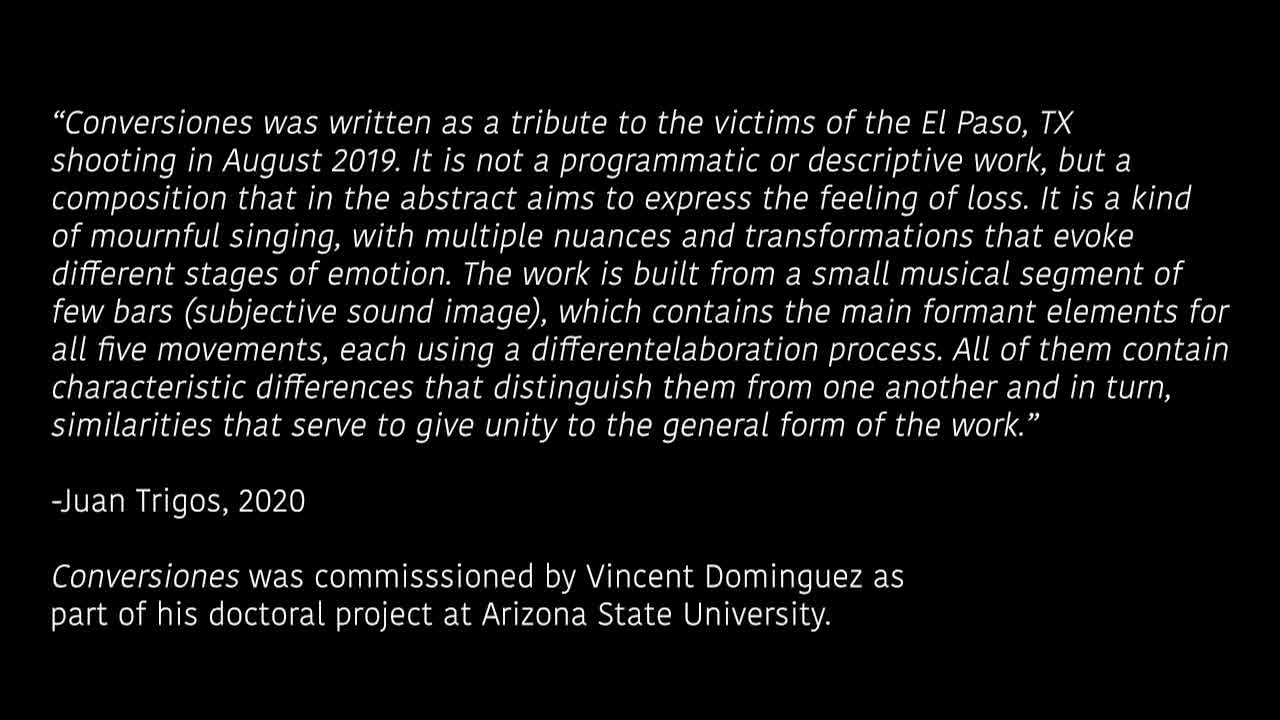 “Conversiones was written as a tribute to the victims of the El Paso, TX
shooting in August 2019. It is not a programmatic or descriptive work, but a
composition that in the abstract aims to express the feeling of loss. It is a kind
of mournful singing, with multiple nuances and transformations that evoke
different stages of emotion. The work is built from a small musical segment of
few bars (subjective sound image), which contains the main formant elements for
all five movements, each using a differentelaboration process. All of them contain
characteristic differences that distinguish them from one another and in turn,
similarities that serve to give unity to the general form of the work.”
-Juan Trigos, 2020
Conversiones was commisssioned by Vincent Dominguez as
part of his doctoral project at Arizona State University.